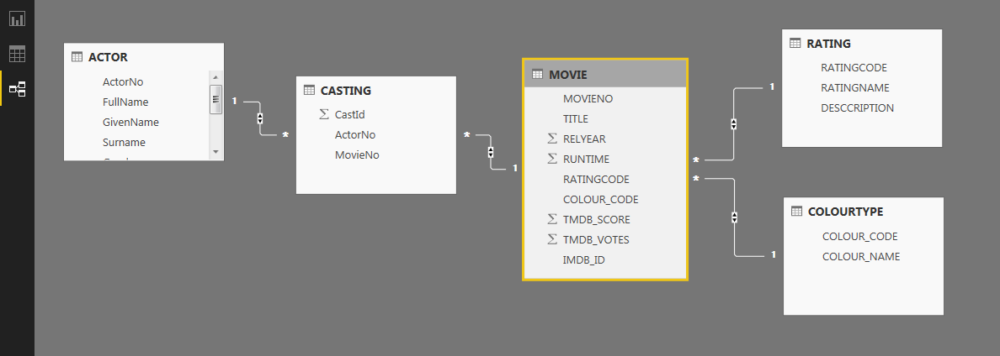 ACTOR
ActorNo
FullName
GivenName
Surname
1
*
CASTING
Σ CastId
ActorNo
MovieNo
*
1
MOVIE
MOVIENO
TITLE
Σ RELYEAR
Σ RUNTIME
RATINGCODE
COLOUR_CODE
Σ TMDB_SCORE
Σ TMDB_VOTES
IMDB_ID
*
*
1
RATING
RATINGCODE
RATINGNAME
DESCCRIPTION
1
COLOURTYPE
COLOUR_CODE
COLOUR_NAME